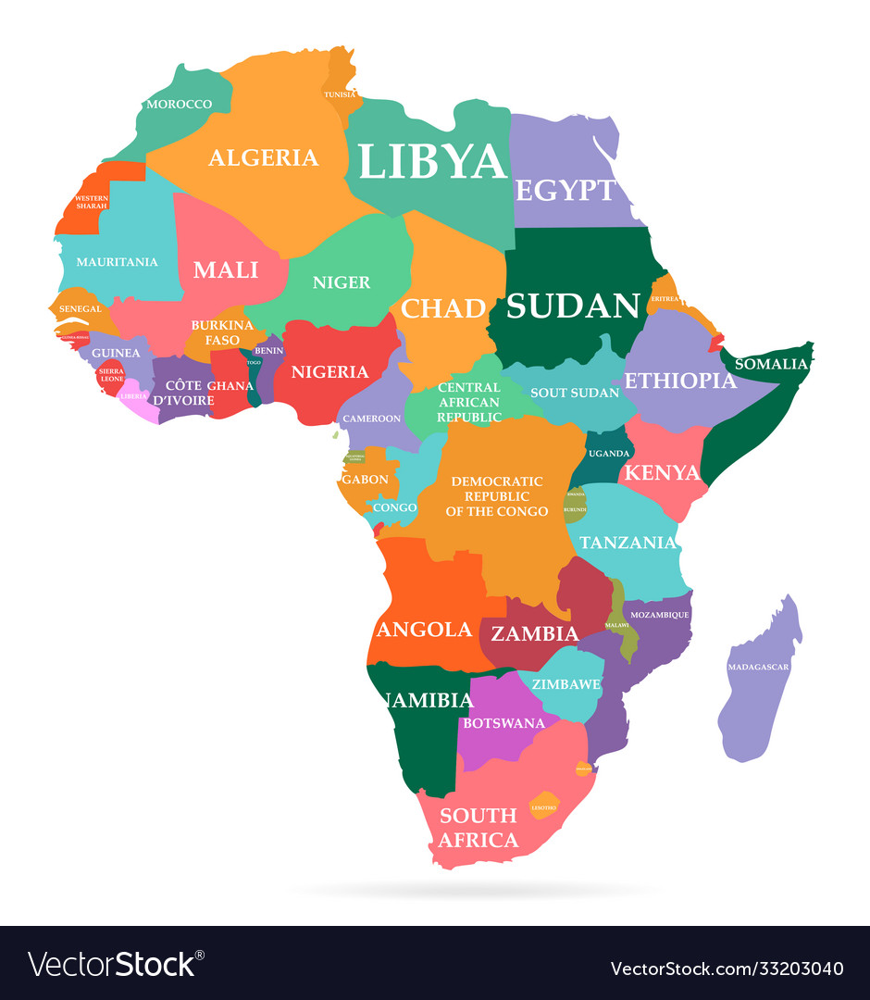 MOROCCO
TUNISIA
ALGERIA
LIBYA
EGYPT
WESTERN
SHARAH
MAURITANIA
MALI
NIGER
CHAD
SUDAN
ERITREA
SENEGAL
GUINEA-BISSAU
GUINEA
SIERRA
LEONE
LIBERIA
CÔTE
D'IVOIRE
BURKINA
FASO
GHANA
TOGO
BENIN
NIGERIA
CAMEROON
CENTRAL
AFRICAN
REPUBLIC
SOUT SUDAN
ETHIOPIA
SOMALIA
UGANDA
KENYA
GABON
CONGO
DEMOCRATIC
REPUBLIC
OF THE CONGO
RWANDA
BURUNDI
TANZANIA
ANGOLA
ZAMBIA
MALAWI
MOZAMBIQUE
MADAGASCAR
NAMIBIA
ZIMBAWE
BOTSWANA
LESOTHO
SOUTH
AFRICA
VectorStock®
VectorStock.com/33203040